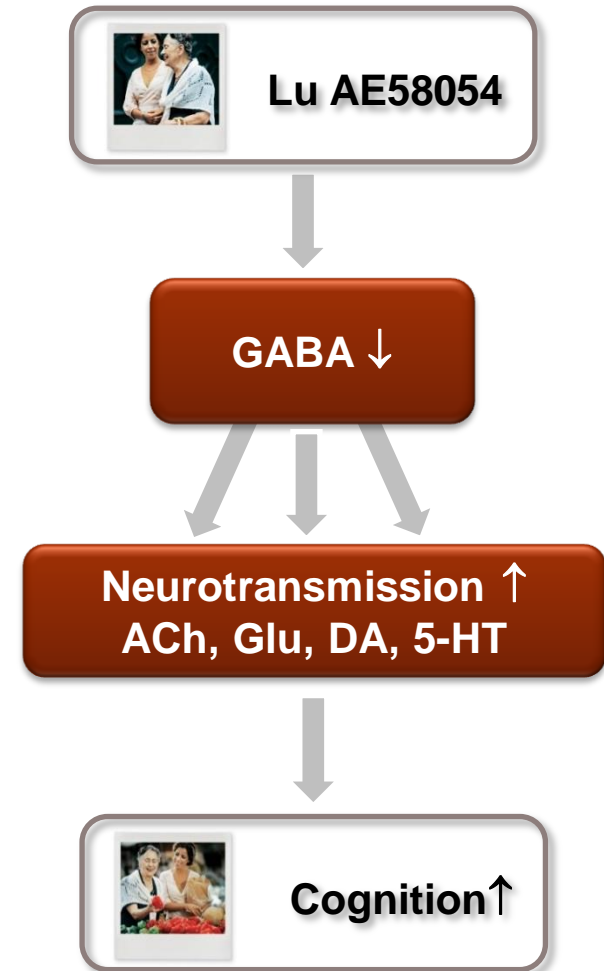 Lu AE58054
GABA ↓
Neurotransmission ↑
ACh, Glu, DA, 5-HT
Cognition↑